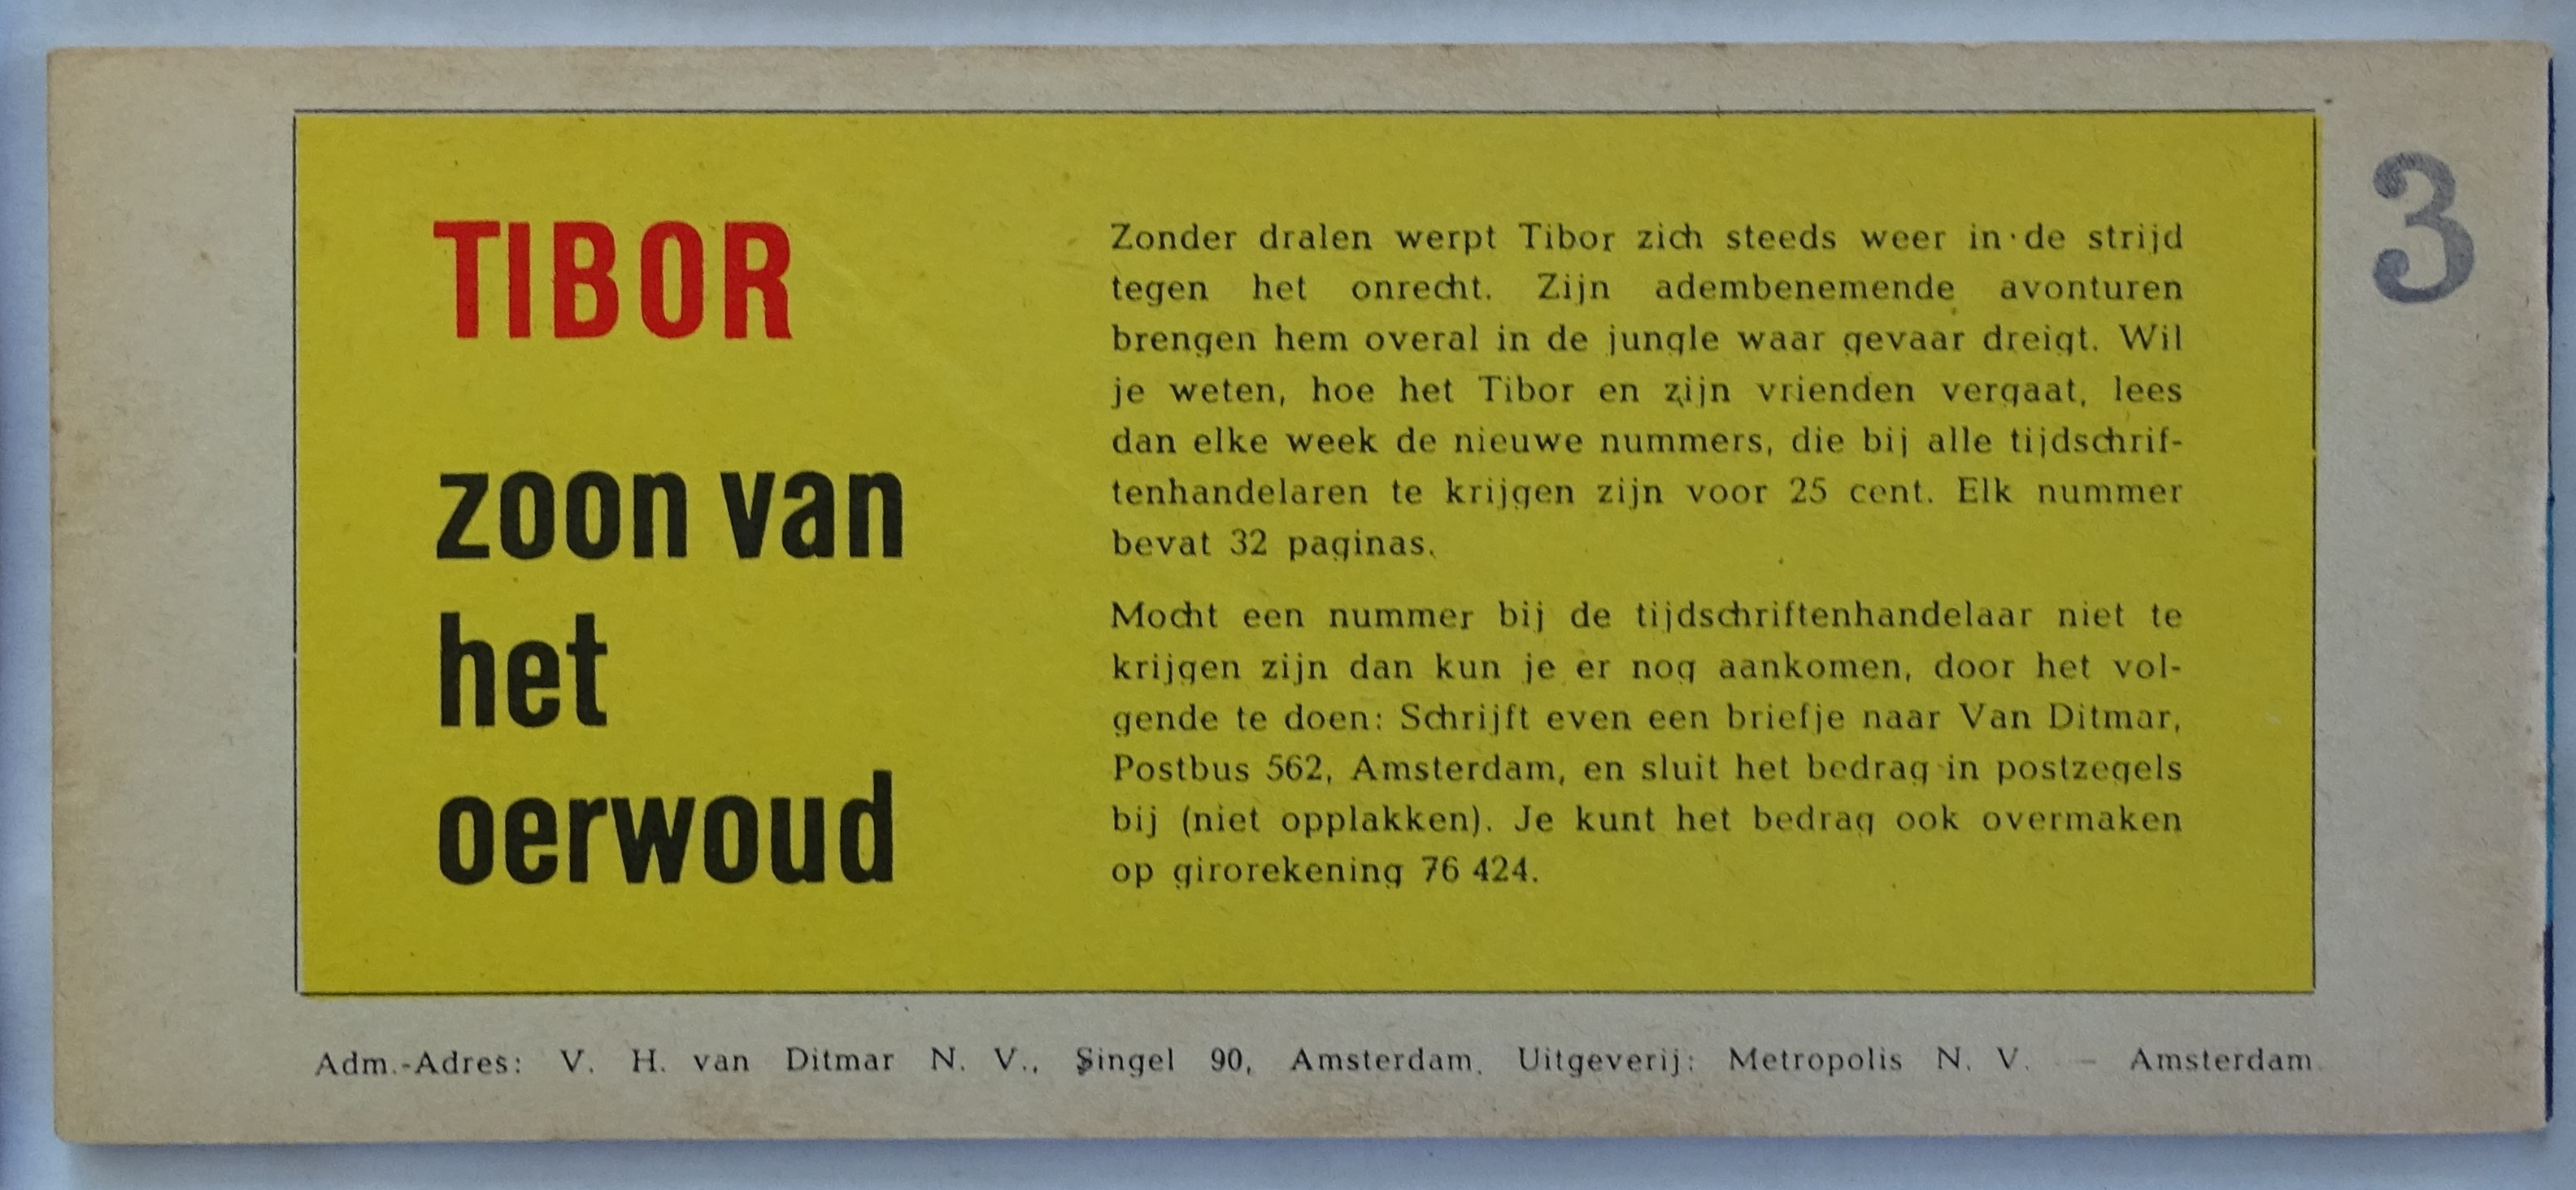 TIBOR
zoon van
het
oerwoud
Zonder dralen werpt Tibor zich steeds weer in de strijd
tegen het onrecht. Zijn adembenemende avonturen
brengen hem overal in de jungle waar gevaar dreigt. Wil
je weten, hoe het Tibor en zijn vrienden vergaat, lees
dan elke week de nieuwe nummers, die bij alle tijdschrif-
tenhandelaren te krijgen zijn voor 25 cent. Elk nummer
bevat 32 paginas.
Mocht een nummer bij de tijdschriftenhandelaar niet te
krijgen zijn dan kun je er nog aankomen, door het vol-
gende te doen: Schrijft even een briefje naar Van Ditmar,
Postbus 562, Amsterdam, en sluit het bedrag in postzegels
bij (niet opplakken). Je kunt het bedrag ook overmaken
op girorekening 76 424.
3
Adm.-Adres: V. H. van Ditmar N. V., Singel 90, Amsterdam. Uitgeverij: Metropolis N. V. — Amsterdam.